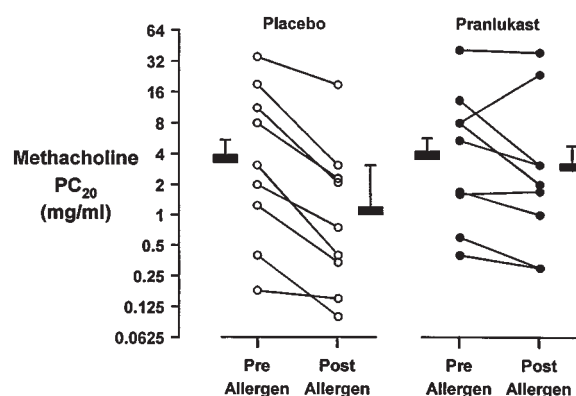 Placebo
Pranlukast
64
32
16
8
4
2
1
0.5
0.25
0.125
0.0625
Methacholine
PC20
(mg/ml)
Pre
Allergen
Post
Allergen
Pre
Allergen
Post
Allergen